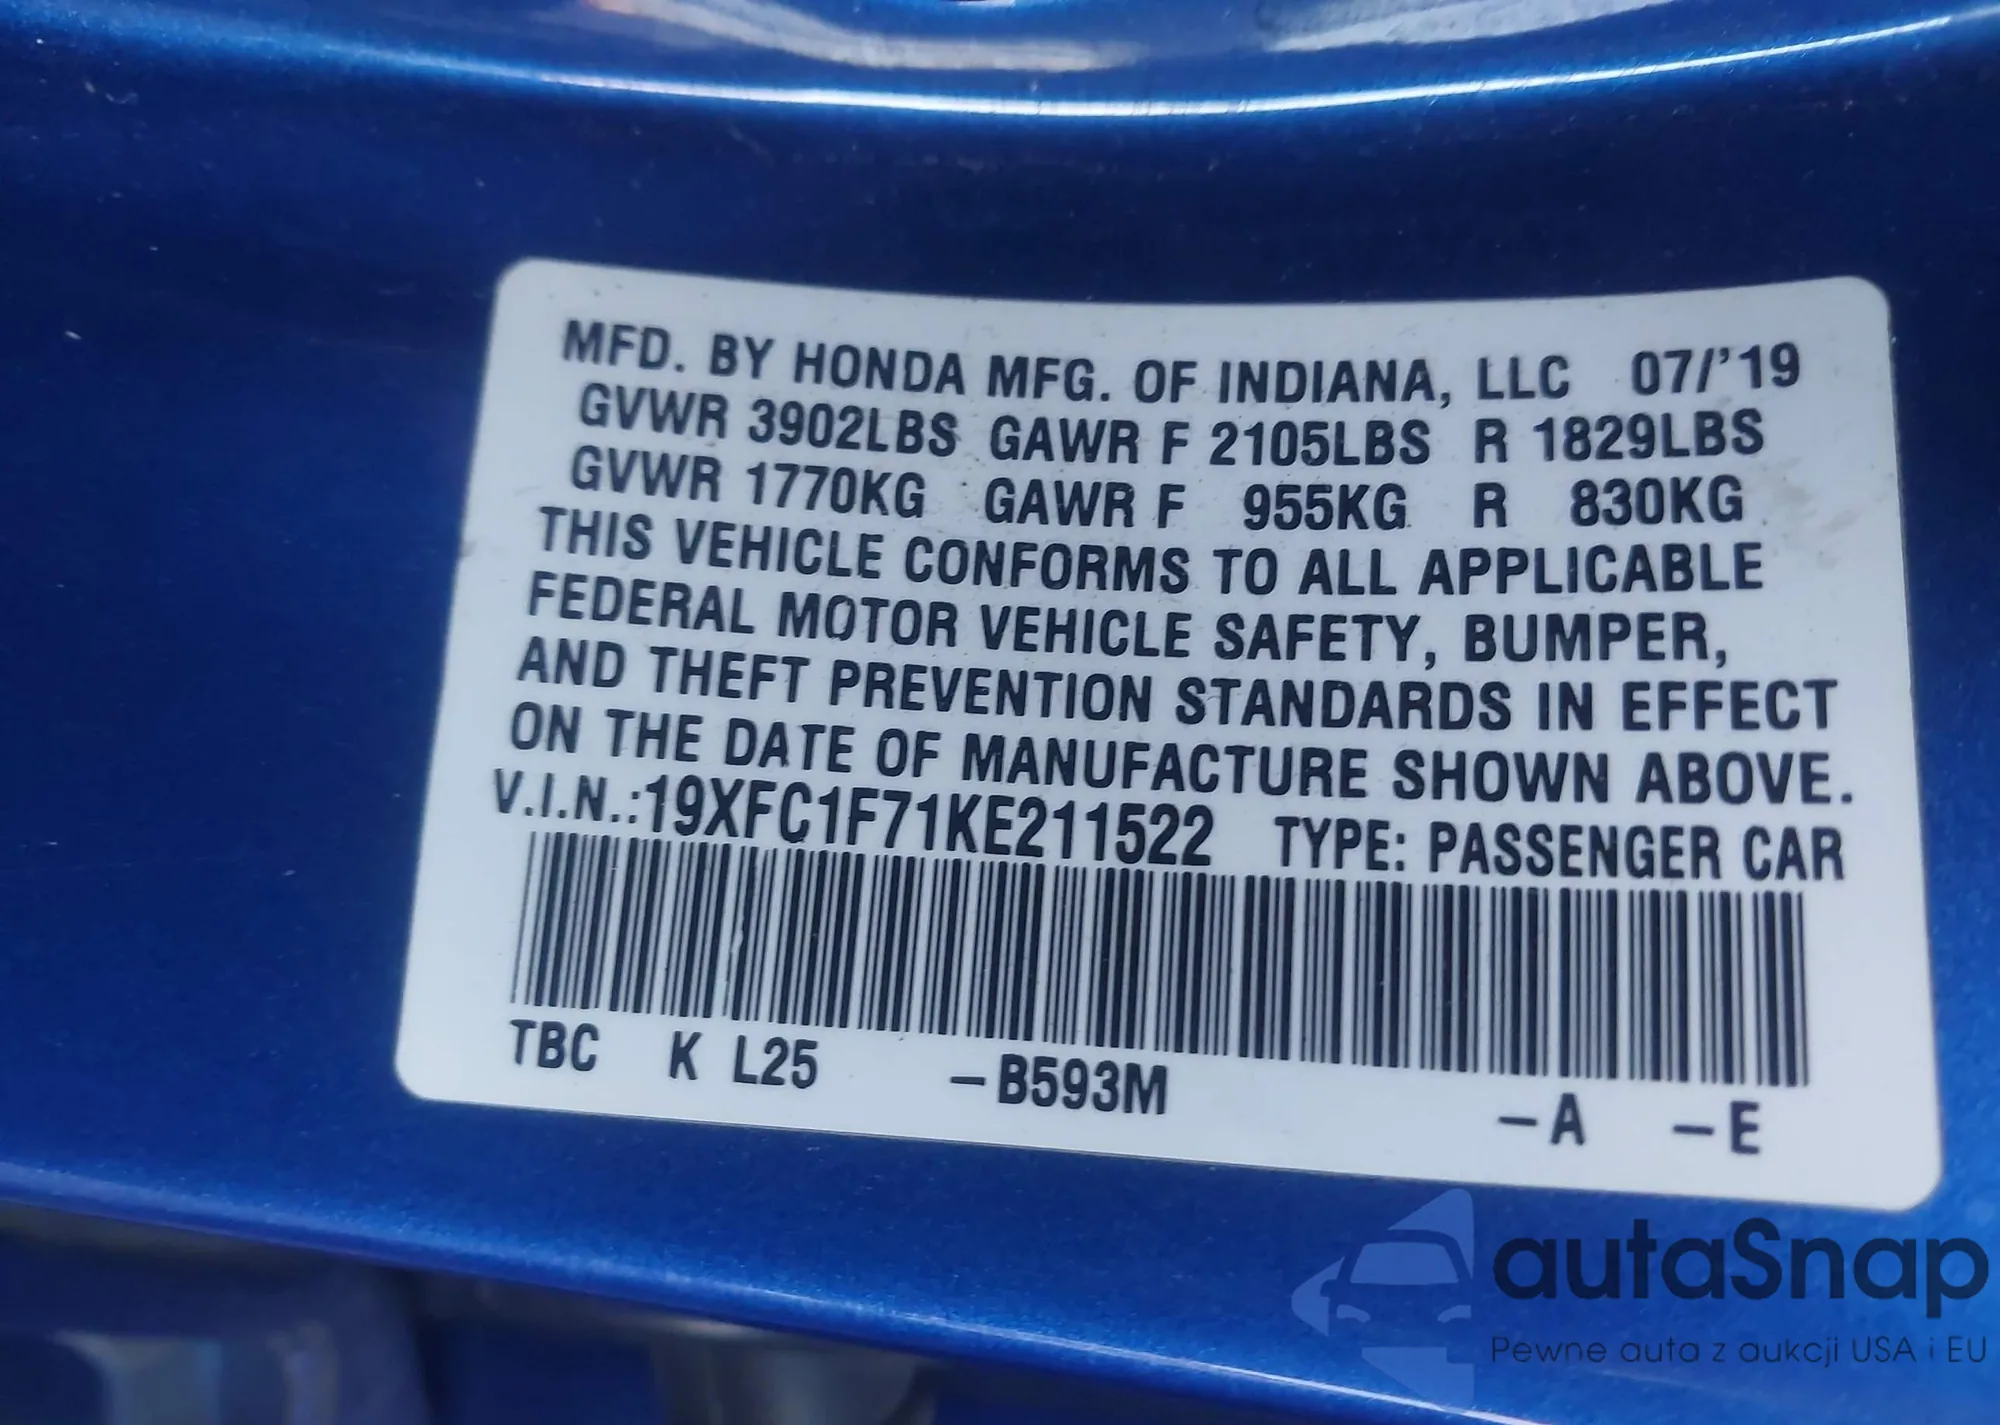 MFD. BY HONDA MFG. OF INDIANA, LLC 07/'19
GVWR 3902LBS GAWR F 2105LBS R 1829LBS
GVWR 1770KG GAWR F 955KG R 830KG
THIS VEHICLE CONFORMS TO ALL APPLICABLE
FEDERAL MOTOR VEHICLE SAFETY, BUMPER,
AND THEFT PREVENTION STANDARDS IN EFFECT
ON THE DATE OF MANUFACTURE SHOWN ABOVE.
V.I.N.:19XFC1F71KE211522 TYPE: PASSENGER CAR
TBC K L25 –B593M –A –E
autaSnap
Pewne auta z aukcji USA i EU